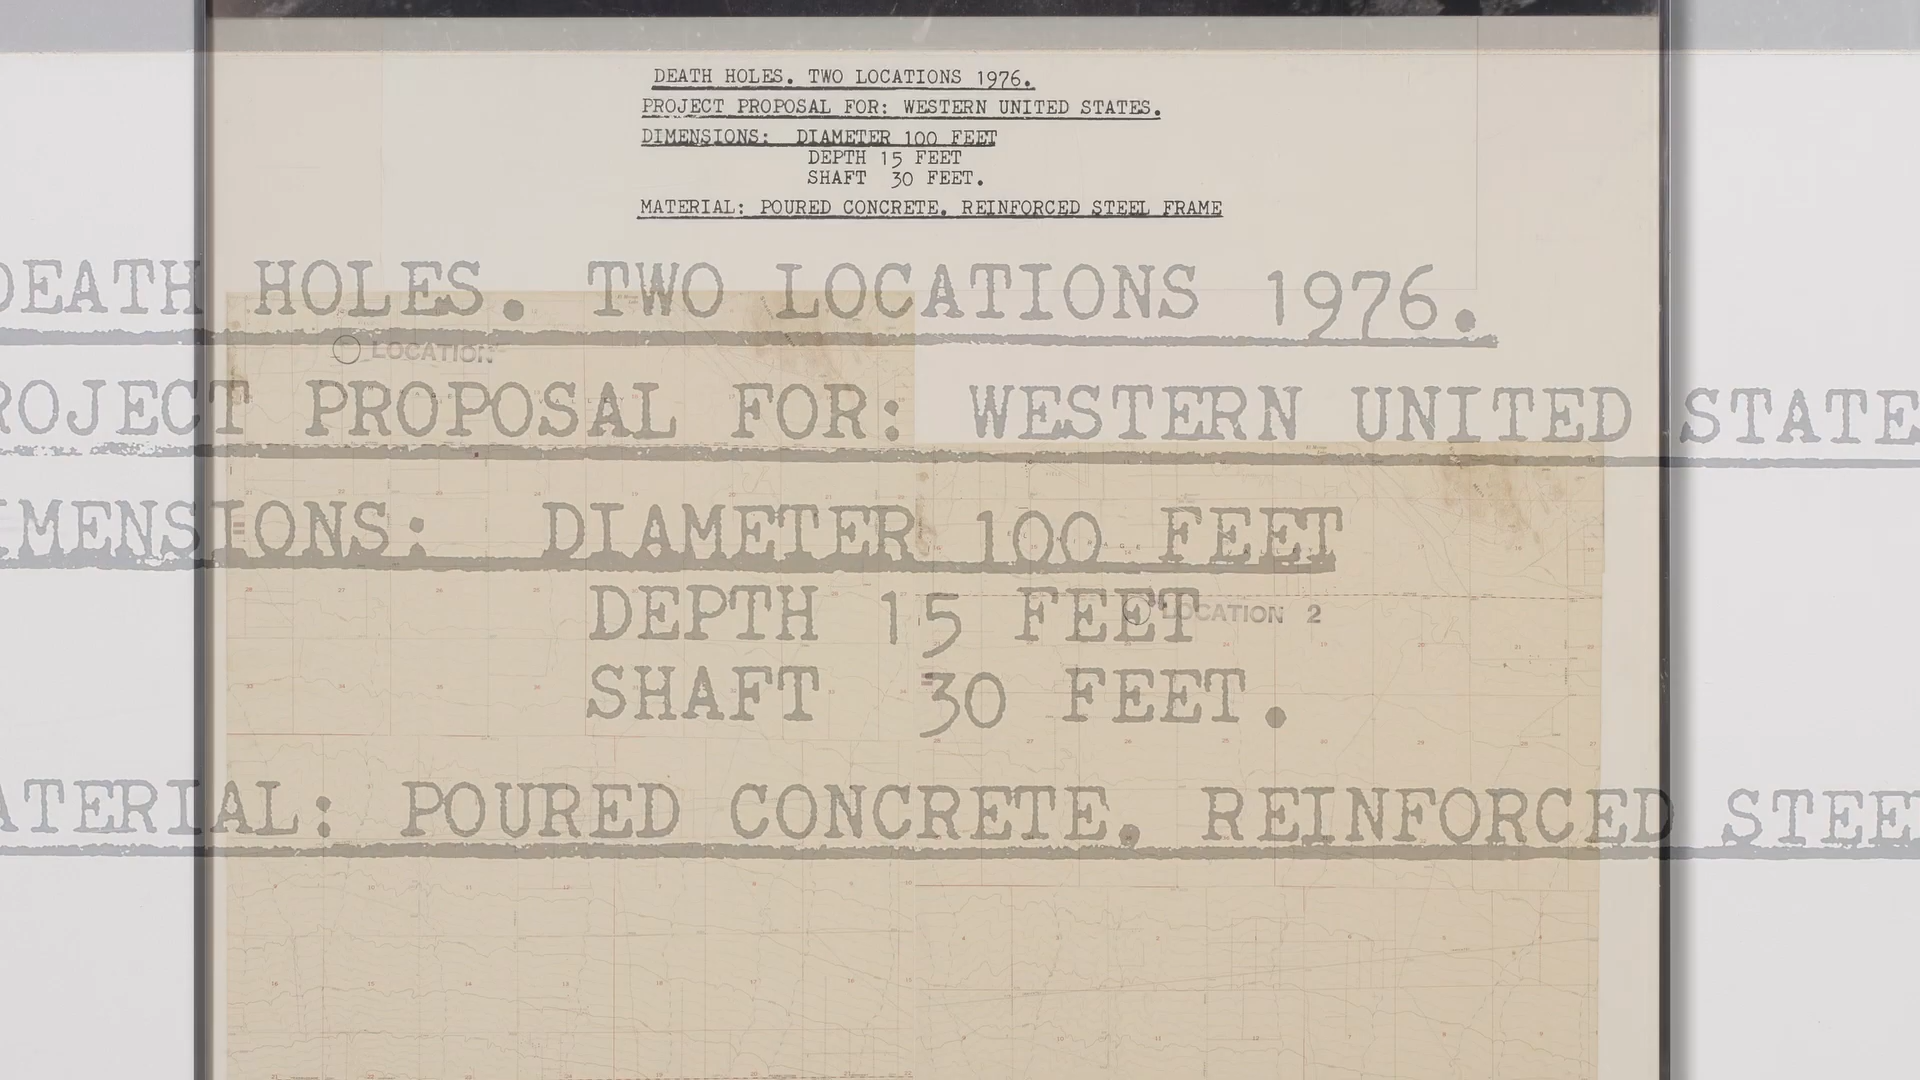 DEATH HOLES. TWO LOCATIONS 1976.
PROJECT PROPOSAL FOR: WESTERN UNITED STATES.
DIMENSIONS: DIAMETER 100 FEET
DEPTH 15 FEET
SHAFT 30 FEET.
MATERIAL: POURED CONCRETE. REINFORCED STEEL FRAME
DEATH HOLES. TWO LOCATIONS 1976.
LOCATION
ROJECT PROPOSAL FOR: WESTERN UNITED STATES
IMENSIONS: DIAMETER 100 FEET
DEPTH 15 FEET
LOCATION 2
SHAFT 30 FEET.
ATERIAL: POURED CONCRETE. REINFORCED STEEL